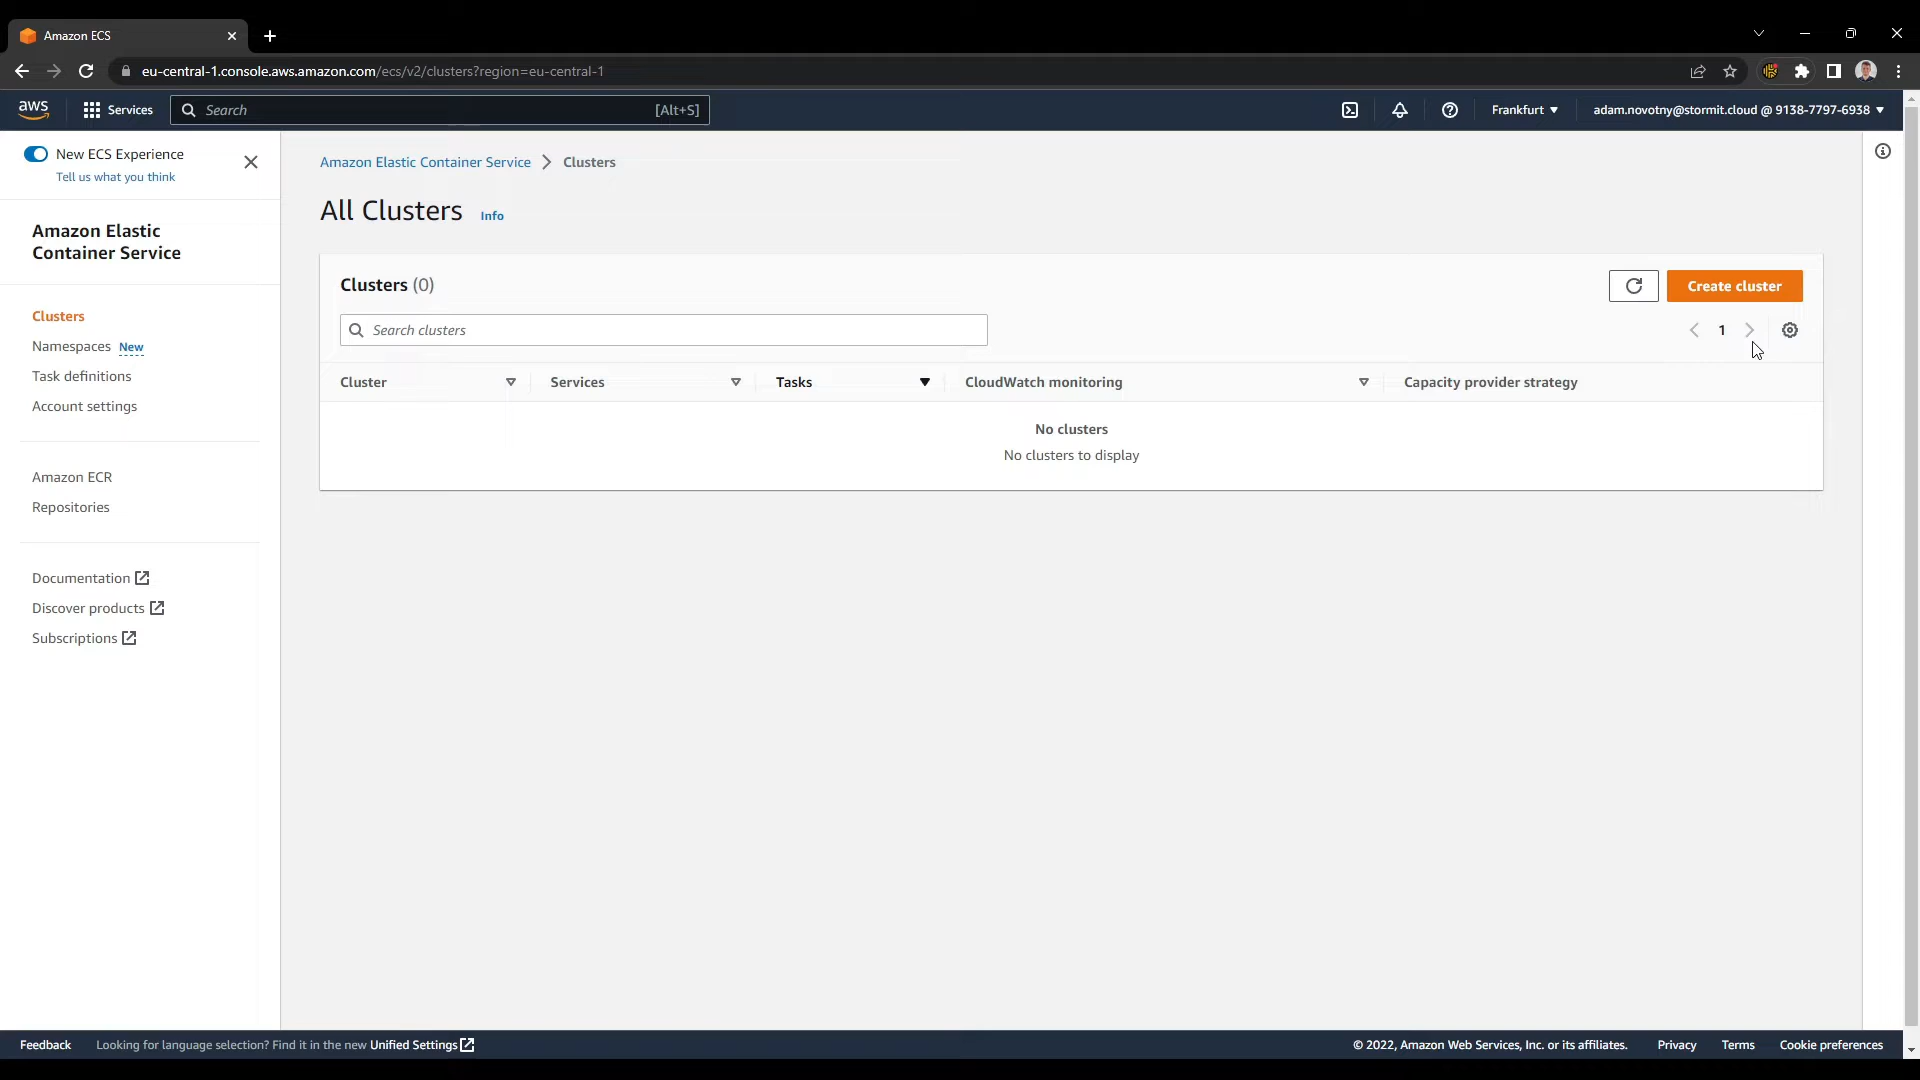 Amazon ECS
eu-central-1.console.aws.amazon.com/ecs/v2/clusters?region=eu-central-1
aws
Services
Search
[Alt+S]
Frankfurt
adam.novotny@stormit.cloud @ 9138-7797-6938
New ECS Experience
Tell us what you think
Amazon Elastic
Container Service
Clusters
Namespaces New
Task definitions
Account settings
Amazon ECR
Repositories
Documentation
Discover products
Subscriptions
Amazon Elastic Container Service > Clusters
All Clusters Info
Clusters (0)
Create cluster
Search clusters
1
Cluster Services Tasks CloudWatch monitoring Capacity provider strategy
No clusters
No clusters to display
Feedback Looking for language selection? Find it in the new Unified Settings
© 2022, Amazon Web Services, Inc. or its affiliates. Privacy Terms Cookie preferences